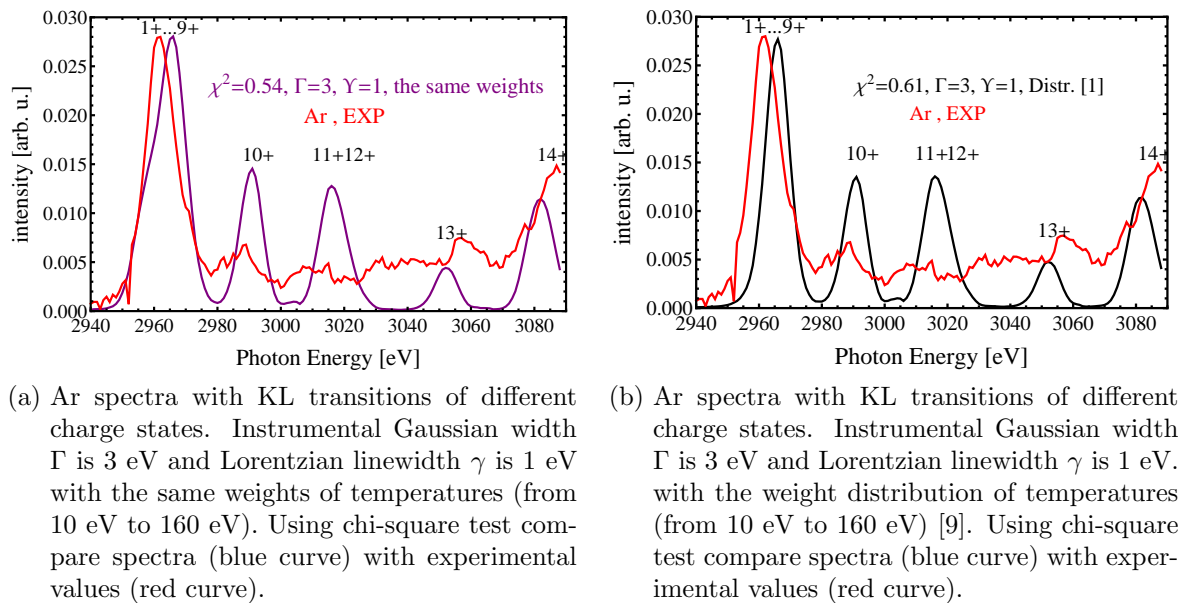 0.030
0.025
0.020
0.015
0.010
0.005
0.000
intensity [arb. u.]
1+...9+
χ²=0.54, Γ=3, ϒ=1, the same weights
Ar , EXP
10+
11+12+
13+
14+
2940 2960 2980 3000 3020 3040 3060 3080
Photon Energy [eV]
(a) Ar spectra with KL transitions of different
charge states. Instrumental Gaussian width
Γ is 3 eV and Lorentzian linewidth γ is 1 eV
with the same weights of temperatures (from
10 eV to 160 eV). Using chi-square test com-
pare spectra (blue curve) with experimental
values (red curve).
0.030
0.025
0.020
0.015
0.010
0.005
0.000
intensity [arb. u.]
1+...9+
χ²=0.61, Γ=3, ϒ=1, Distr. [1]
Ar , EXP
10+
11+12+
13+
14+
2940 2960 2980 3000 3020 3040 3060 3080
Photon Energy [eV]
(b) Ar spectra with KL transitions of different
charge states. Instrumental Gaussian width
Γ is 3 eV and Lorentzian linewidth γ is 1 eV.
with the weight distribution of temperatures
(from 10 eV to 160 eV) [9]. Using chi-square
test compare spectra (blue curve) with exper-
imental values (red curve).